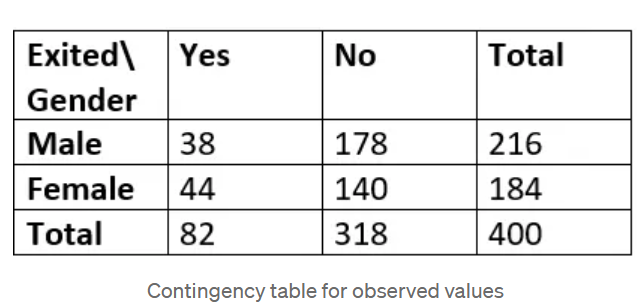 Exited\ Yes No Total
Gender
Male 38 178 216
Female 44 140 184
Total 82 318 400
Contingency table for observed values